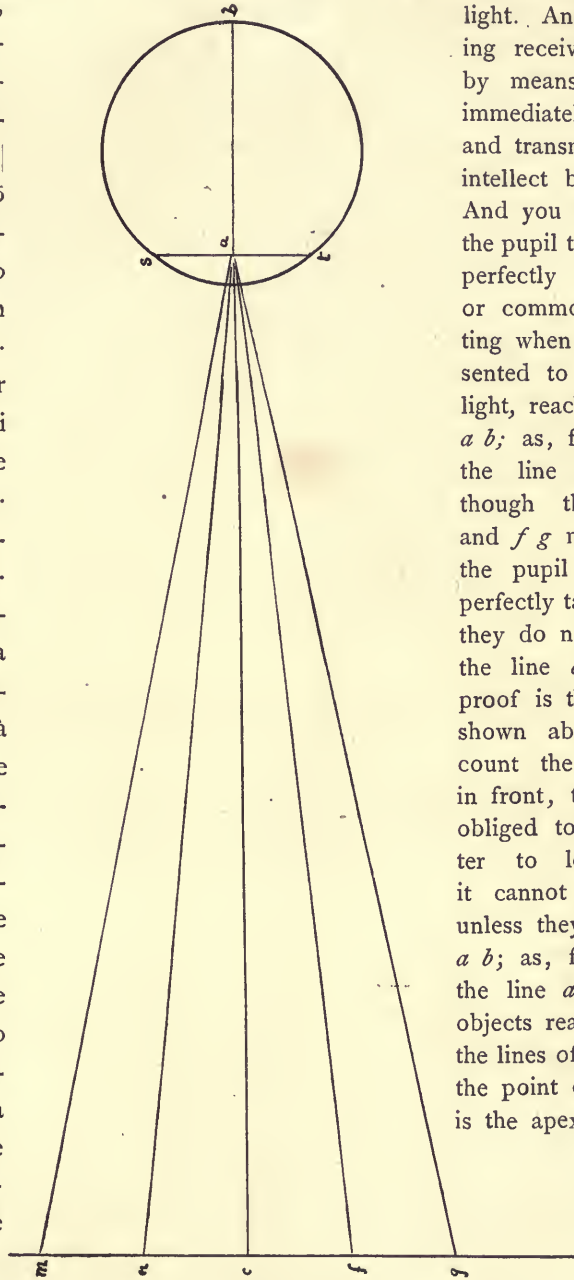 b
s a t
m n c f g
light. An
ing receiv
by means
immediatel
and transm
intellect b
And you
the pupil t
perfectly
or commo
ting when
sented to
light, reac
a b; as, f
the line
though th
and f g n
the pupil
perfectly ta
they do n
the line a
proof is t
shown ab
count the
in front, t
obliged to
ter to l
it cannot
unless they
a b; as, f
the line a
objects rea
the lines of
the point
is the apex